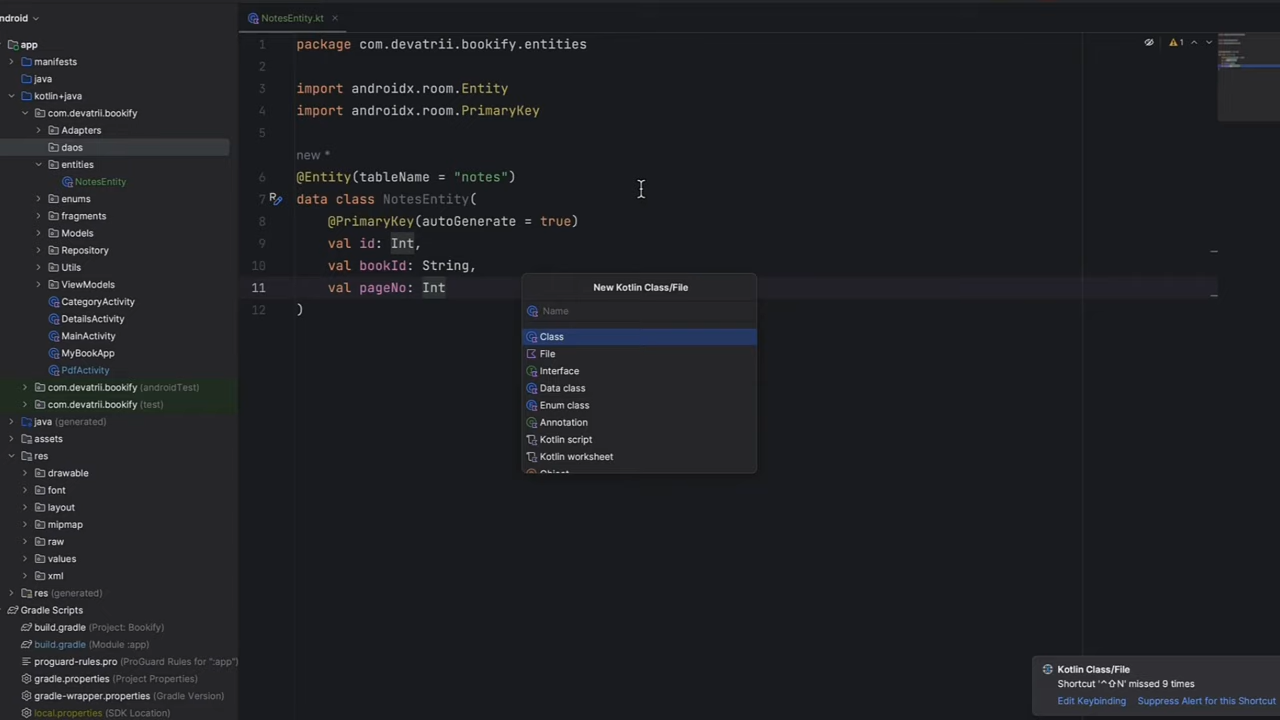 ndroid
app
manifests
java
kotlin+java
com.devatrii.bookify
Adapters
daos
entities
NotesEntity
enums
fragments
Models
Repository
Utils
ViewModels
CategoryActivity
DetailsActivity
MainActivity
MyBookApp
PdfActivity
com.devatrii.bookify (androidTest)
com.devatrii.bookify (test)
java (generated)
assets
res
drawable
font
layout
mipmap
raw
values
xml
res (generated)
Gradle Scripts
build.gradle (Project: Bookify)
build.gradle (Module :app)
proguard-rules.pro (ProGuard Rules for ":app")
gradle.properties (Project Properties)
gradle-wrapper.properties (Gradle Version)
local.properties (SDK Location)
NotesEntity.kt
1 package com.devatrii.bookify.entities
2
3 import androidx.room.Entity
4 import androidx.room.PrimaryKey
5
new *
6 @Entity(tableName = "notes")
7 data class NotesEntity(
8 @PrimaryKey(autoGenerate = true)
9 val id: Int,
10 val bookId: String,
11 val pageNo: Int
12 )
1
New Kotlin Class/File
Name
Class
File
Interface
Data class
Enum class
Annotation
Kotlin script
Kotlin worksheet
Object
Kotlin Class/File
Shortcut '⌃⇧N' missed 9 times
Edit Keybinding Suppress Alert for this Shortcut